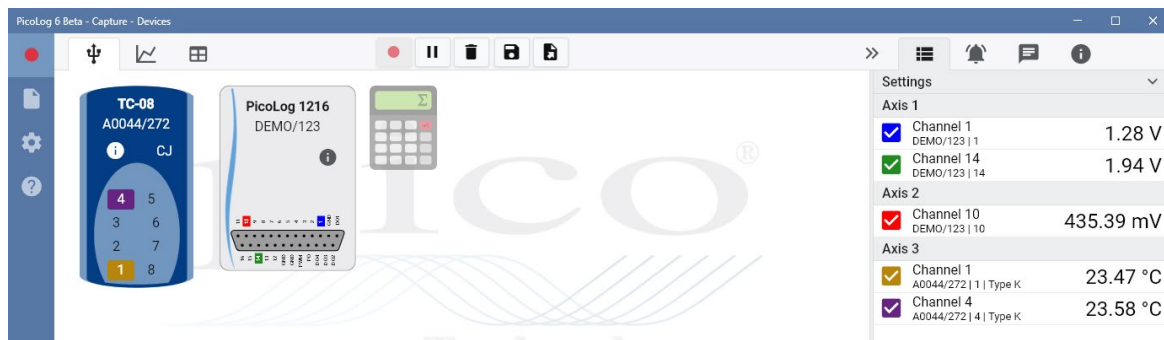 PicoLog 6 Beta - Capture - Devices
TC-08
A0044/272
i CJ
4 5
3 6
2 7
1 8
PicoLog 1216
DEMO/123
i
Σ
pico
®
Settings
Axis 1
Channel 1
DEMO/123 | 1
1.28 V
Channel 14
DEMO/123 | 14
1.94 V
Axis 2
Channel 10
DEMO/123 | 10
435.39 mV
Axis 3
Channel 1
A0044/272 | 1 | Type K
23.47 °C
Channel 4
A0044/272 | 4 | Type K
23.58 °C